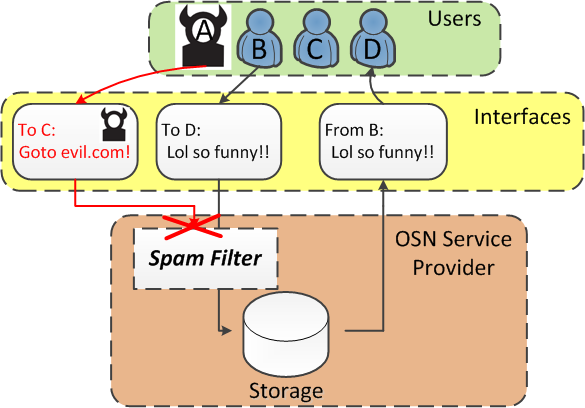 Users
A
B
C
D
Interfaces
To C:
Goto evil.com!
To D:
Lol so funny!!
From B:
Lol so funny!!
OSN Service
Provider
Spam Filter
Storage